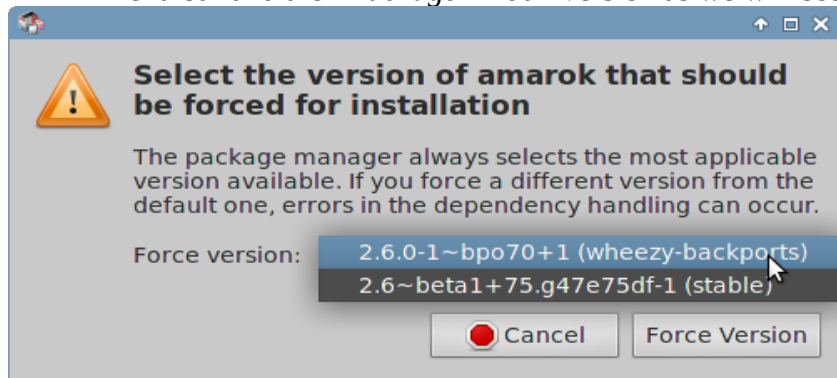 Select the version of amarok that should
be forced for installation
The package manager always selects the most applicable
version available. If you force a different version from the
default one, errors in the dependency handling can occur.
Force version:
2.6.0-1~bpo70+1 (wheezy-backports)
2.6~beta1+75.g47e75df-1 (stable)
Cancel
Force Version